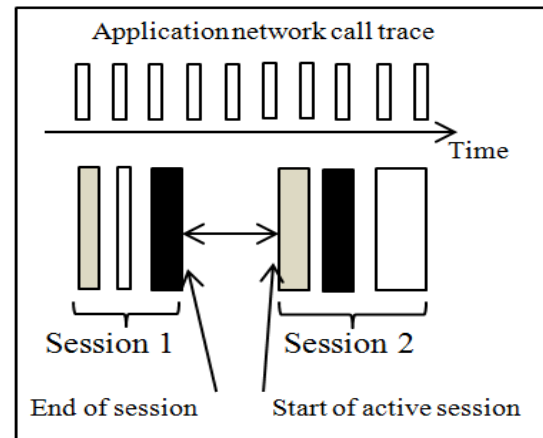 Application network call trace
Time
Session 1
Session 2
End of session
Start of active session